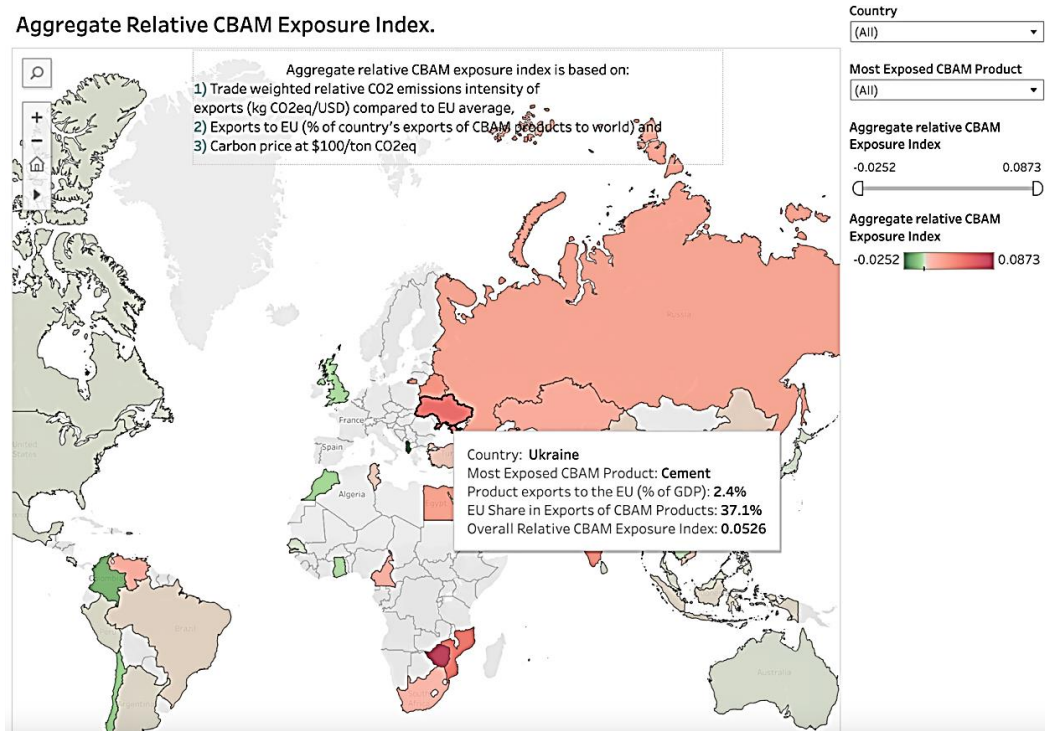 Aggregate Relative CBAM Exposure Index.
Aggregate relative CBAM exposure index is based on:
1) Trade weighted relative CO2 emissions intensity of
exports (kg CO2eq/USD) compared to EU average,
2) Exports to EU (% of country's exports of CBAM products to world) and
3) Carbon price at $100/ton CO2eq
Country
(All)
Most Exposed CBAM Product
(All)
Aggregate relative CBAM
Exposure Index
-0.0252 0.0873
Aggregate relative CBAM
Exposure Index
-0.0252 0.0873
Russia
France
Spain
United
States
Algeria
Egypt
Country: Ukraine
Most Exposed CBAM Product: Cement
Product exports to the EU (% of GDP): 2.4%
EU Share in Exports of CBAM Products: 37.1%
Overall Relative CBAM Exposure Index: 0.0526
Brazil
Australia